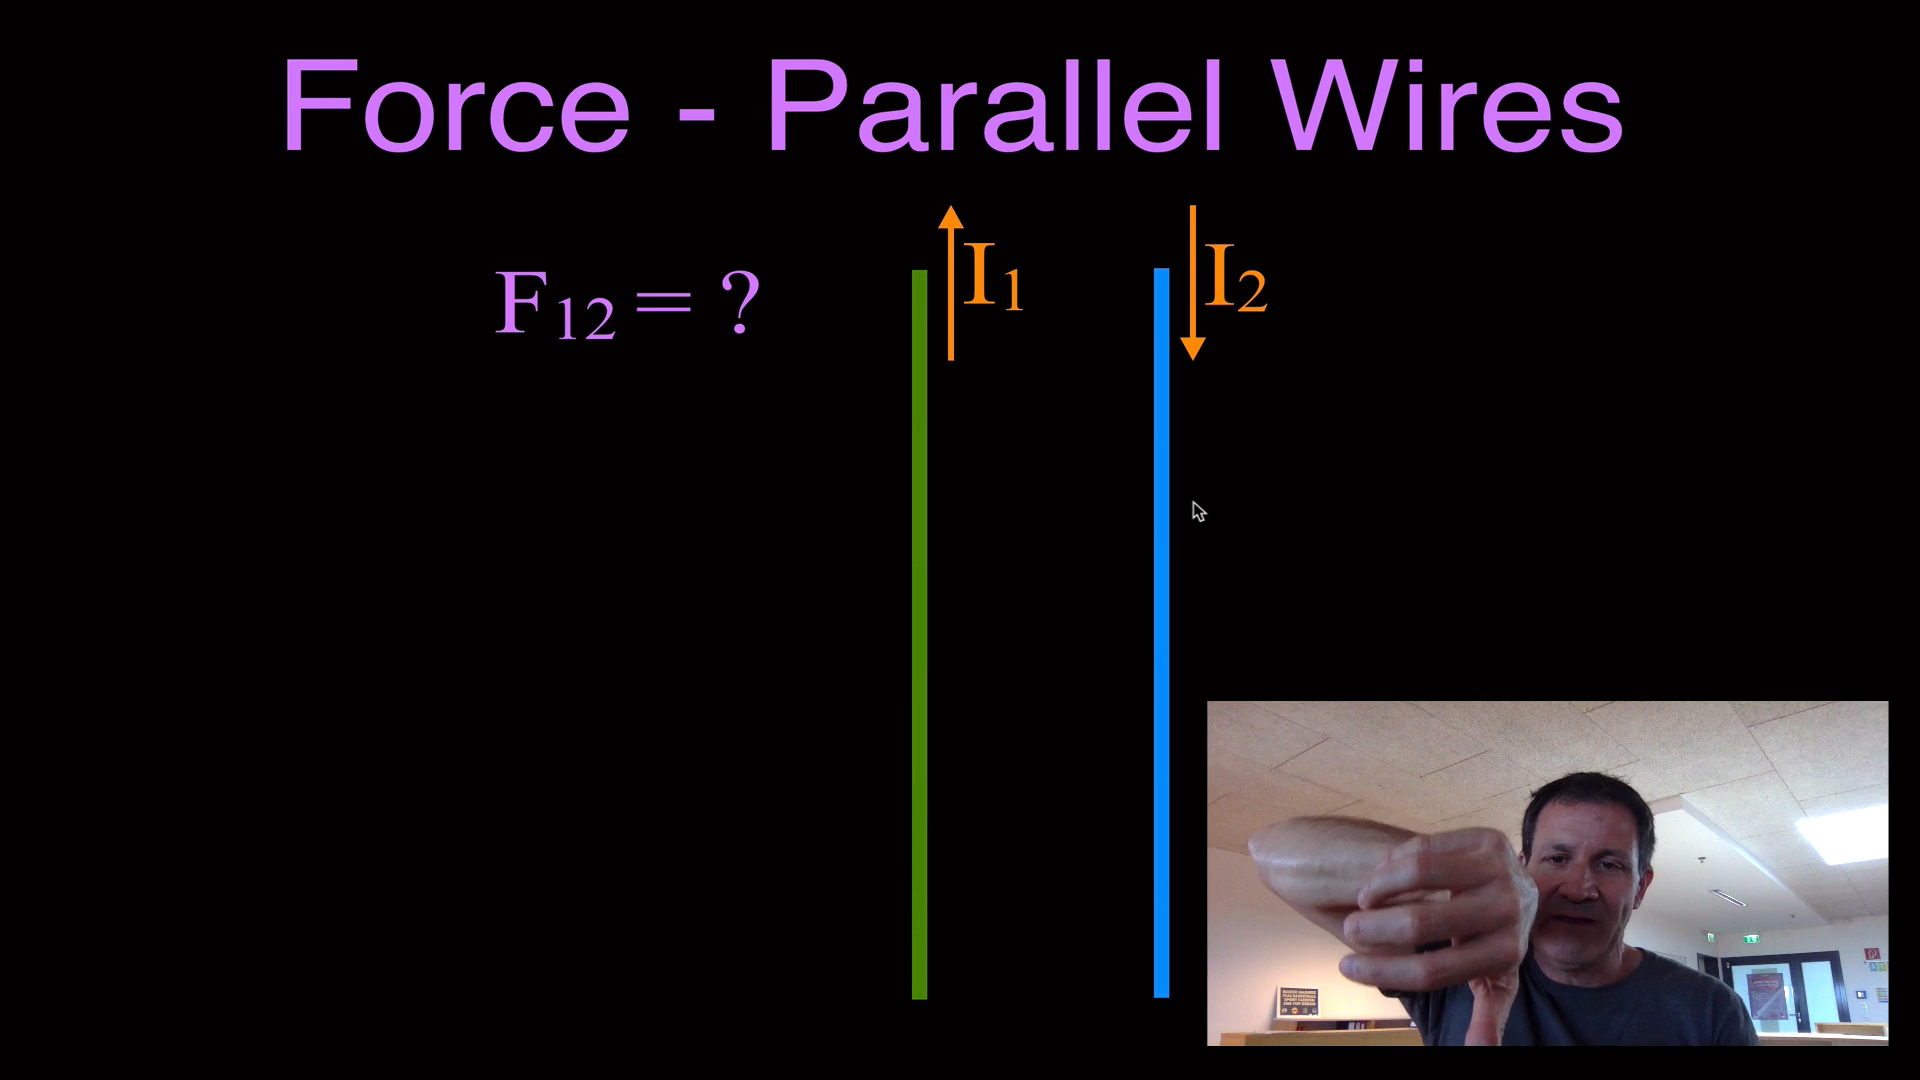 Force - Parallel Wires
F₁₂ = ?
I₁
I₂